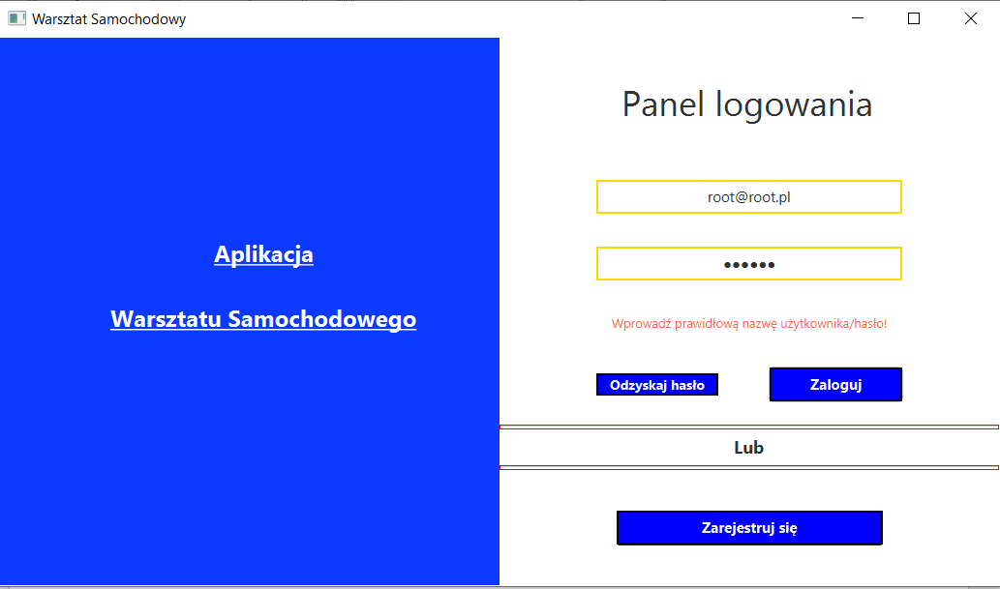 Warsztat Samochodowy
Aplikacja
Warsztatu Samochodowego
Panel logowania
root@root.pl
••••••
Wprowadź prawidłową nazwę użytkownika/hasło!
Odzyskaj hasło
Zaloguj
Lub
Zarejestruj się